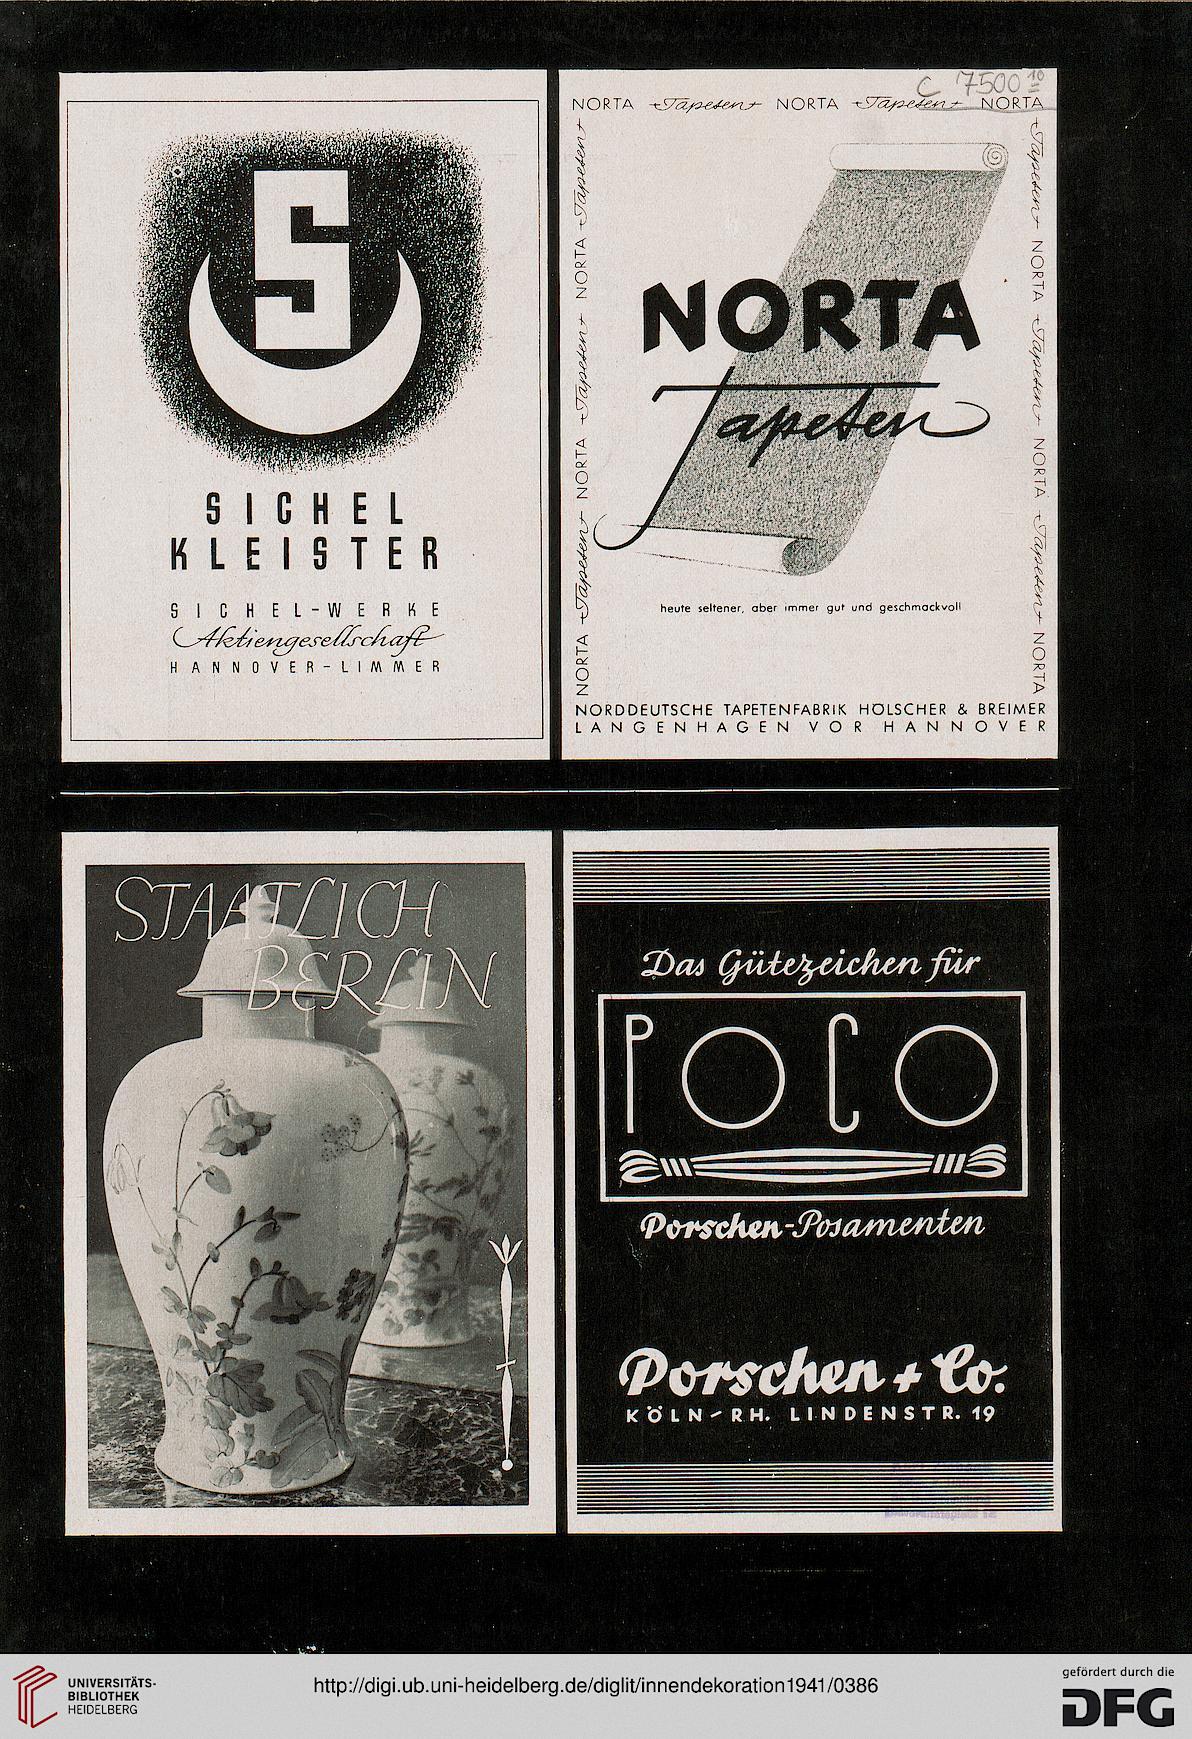 S
SICHEL
KLEISTER
SICHEL-WERKE
Aktiengesellschaft
HANNOVER-LIMMER
C 7500 10
NORTA Tapeten NORTA Tapeten NORTA
Tapeten NORTA Tapeten NORTA Tapeten NORTA
Tapeten NORTA Tapeten NORTA Tapeten NORTA
NORTA
Tapeten
heute seltener, aber immer gut und geschmackvoll
NORDDEUTSCHE TAPETENFABRIK HÖLSCHER & BREIMER
LANGENHAGEN VOR HANNOVER
STAATLICH
BERLIN
Das Gütezeichen für
POCO
Porschen-Posamenten
Porschen + Co.
KÖLN-RH. LINDENSTR. 19
UNIVERSITÄTS-
BIBLIOTHEK
HEIDELBERG
http://digi.ub.uni-heidelberg.de/diglit/innendekoration1941/0386
gefördert durch die
DFG